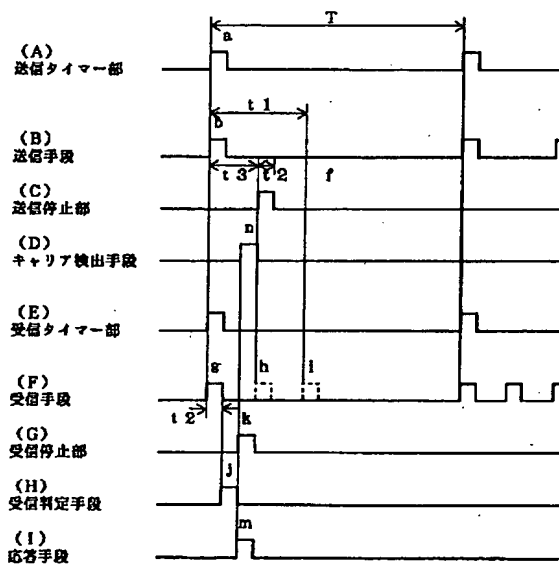 T
(A) a
送信タイマー部
t 1
b
(B)
送信手段
t 3 t 2 f
(C)
送信停止部
n
(D)
キャリア検出手段
(E)
受信タイマー部
g h i
(F)
受信手段
t 2 k
(G)
受信停止部
j
(H)
受信判定手段
m
(I)
応答手段